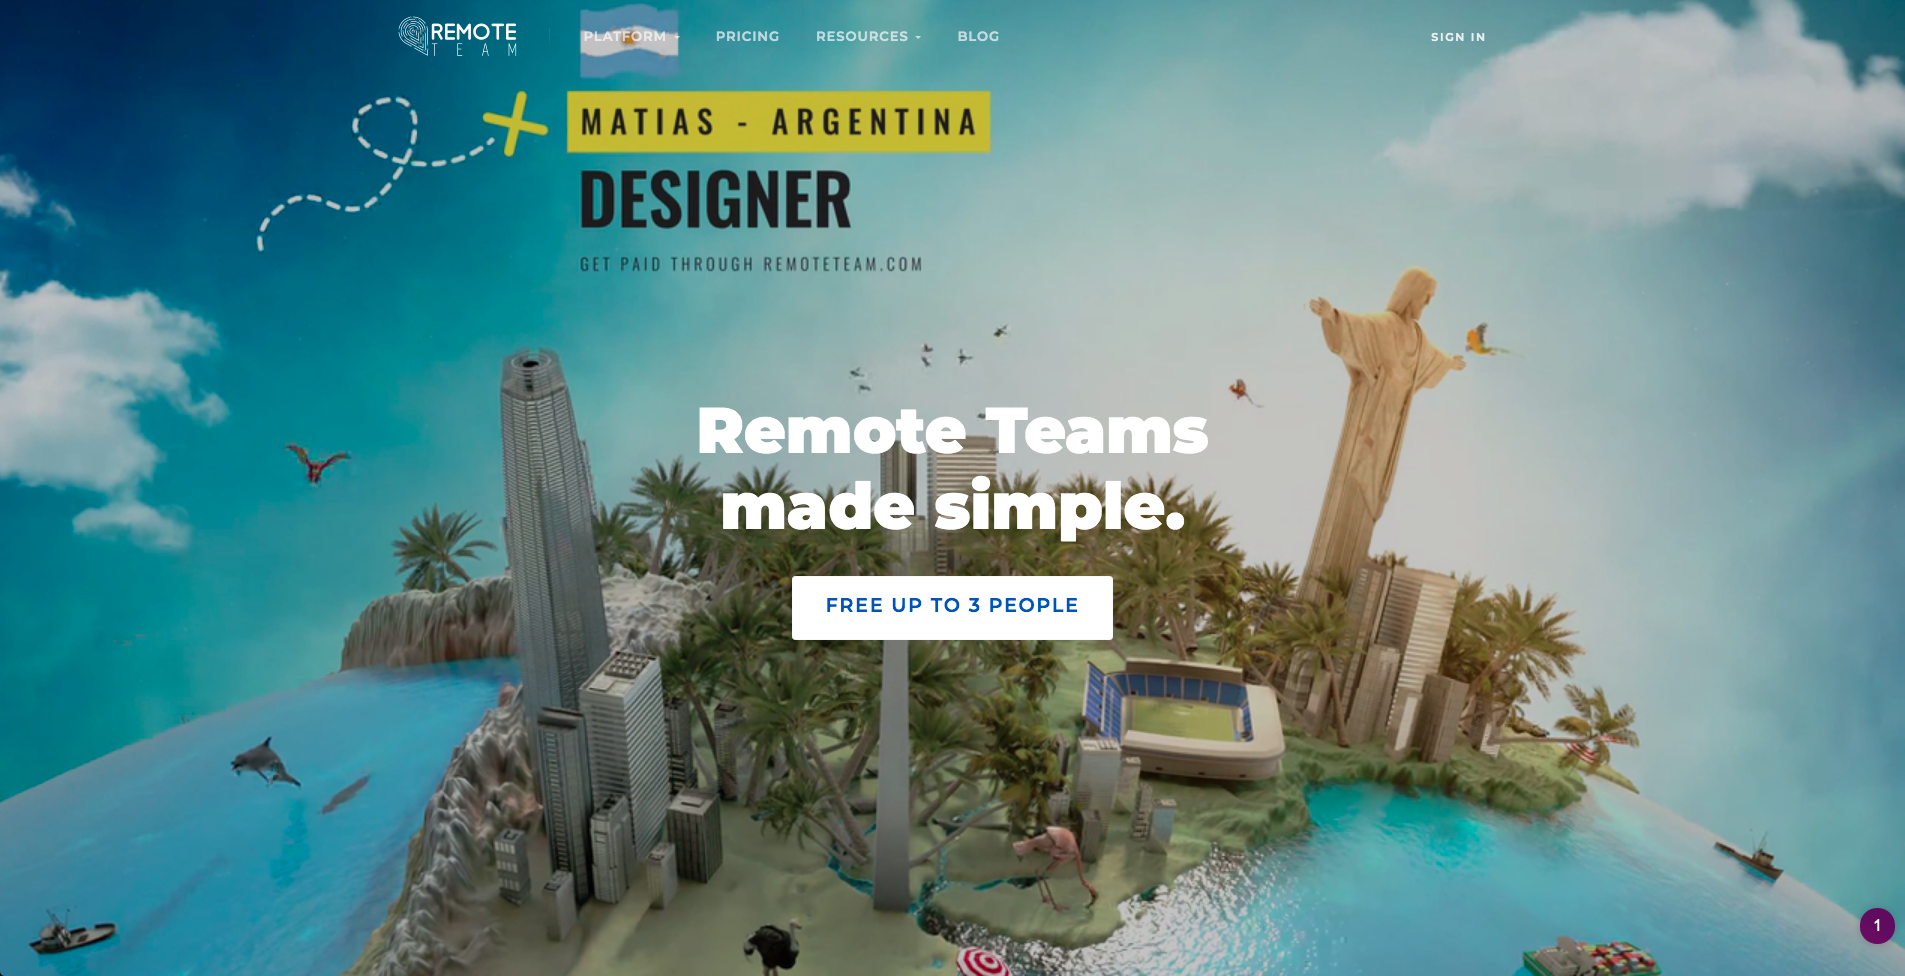 REMOTE
TEAM
PLATFORM
PRICING
RESOURCES
BLOG
SIGN IN
MATIAS - ARGENTINA
DESIGNER
GET PAID THROUGH REMOTETEAM.COM
Remote Teams
made simple.
FREE UP TO 3 PEOPLE
1